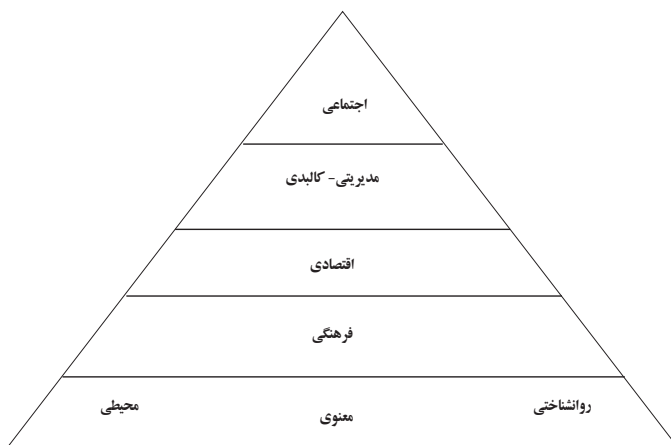 اجتماعی
مدیریتی- کالبدی
اقتصادی
فرهنگی
روانشناختی
معنوی
محیطی